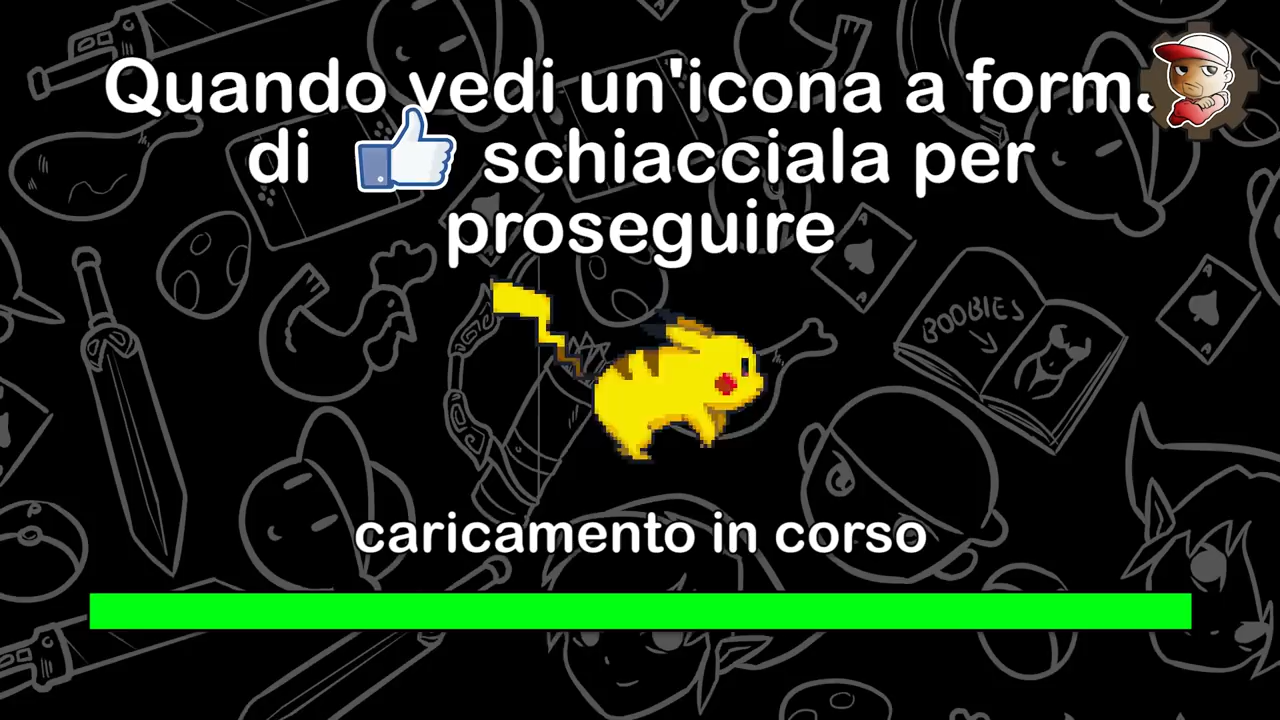 Quando vedi un'icona a forma
di schiacciala per
proseguire
BOOBIES
caricamento in corso